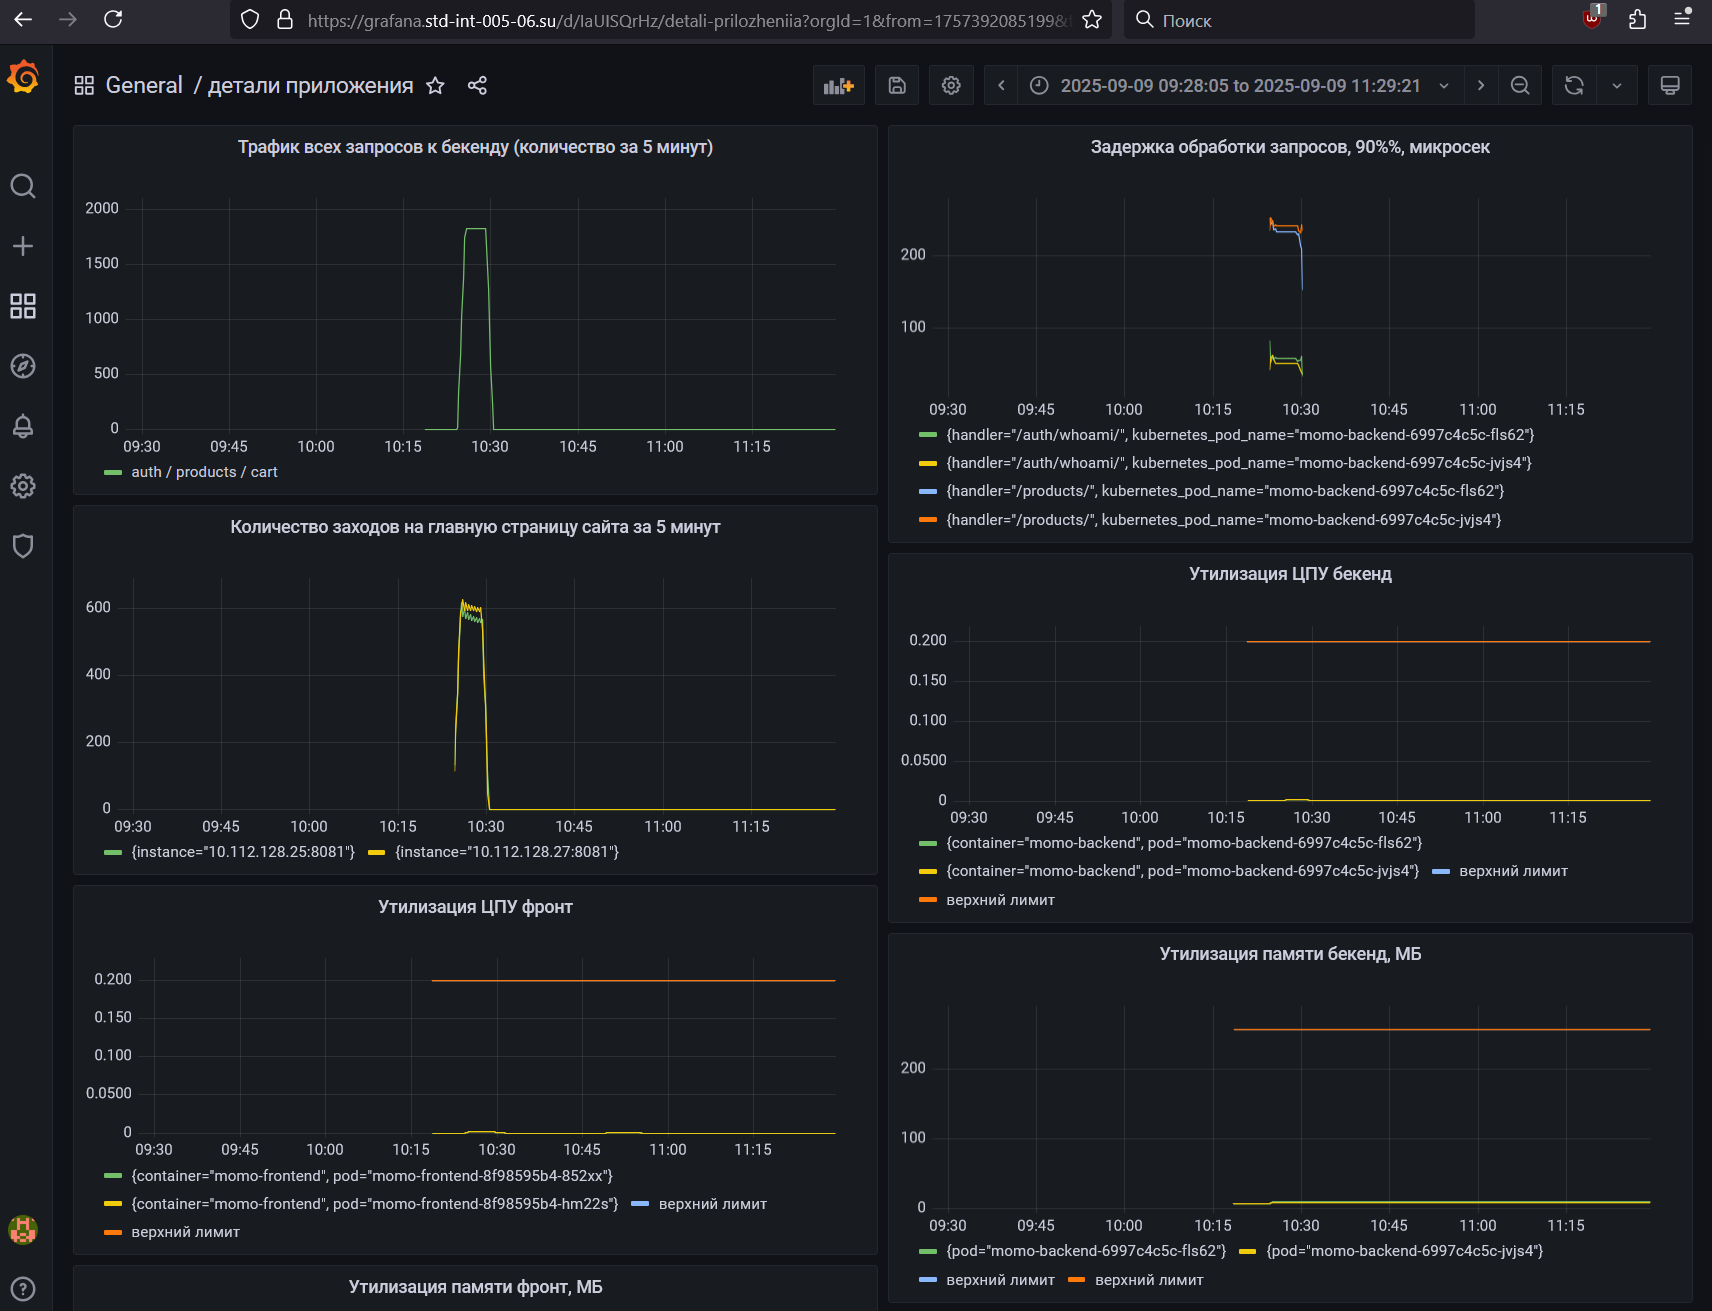 https://grafana.std-int-005-06.su/d/IaUISQrHz/detali-prilozheniia?orgId=1&from=1757392085199&
Поиск
1
General / детали приложения
2025-09-09 09:28:05 to 2025-09-09 11:29:21
Трафик всех запросов к бекенду (количество за 5 минут)
2000
1500
1000
500
0
09:30 09:45 10:00 10:15 10:30 10:45 11:00 11:15
auth / products / cart
Задержка обработки запросов, 90%%, микросек
200
100
09:30 09:45 10:00 10:15 10:30 10:45 11:00 11:15
{handler="/auth/whoami/", kubernetes_pod_name="momo-backend-6997c4c5c-fls62"}
{handler="/auth/whoami/", kubernetes_pod_name="momo-backend-6997c4c5c-jvjs4"}
{handler="/products/", kubernetes_pod_name="momo-backend-6997c4c5c-fls62"}
{handler="/products/", kubernetes_pod_name="momo-backend-6997c4c5c-jvjs4"}
Количество заходов на главную страницу сайта за 5 минут
600
400
200
0
09:30 09:45 10:00 10:15 10:30 10:45 11:00 11:15
{instance="10.112.128.25:8081"} {instance="10.112.128.27:8081"}
Утилизация ЦПУ бекенд
0.200
0.150
0.100
0.0500
0
09:30 09:45 10:00 10:15 10:30 10:45 11:00 11:15
{container="momo-backend", pod="momo-backend-6997c4c5c-fls62"}
{container="momo-backend", pod="momo-backend-6997c4c5c-jvjs4"} верхний лимит
верхний лимит
Утилизация ЦПУ фронт
0.200
0.150
0.100
0.0500
0
09:30 09:45 10:00 10:15 10:30 10:45 11:00 11:15
{container="momo-frontend", pod="momo-frontend-8f98595b4-852xx"}
{container="momo-frontend", pod="momo-frontend-8f98595b4-hm22s"} верхний лимит
верхний лимит
Утилизация памяти бекенд, МБ
200
100
0
09:30 09:45 10:00 10:15 10:30 10:45 11:00 11:15
{pod="momo-backend-6997c4c5c-fls62"} {pod="momo-backend-6997c4c5c-jvjs4"}
верхний лимит верхний лимит
Утилизация памяти фронт, МБ